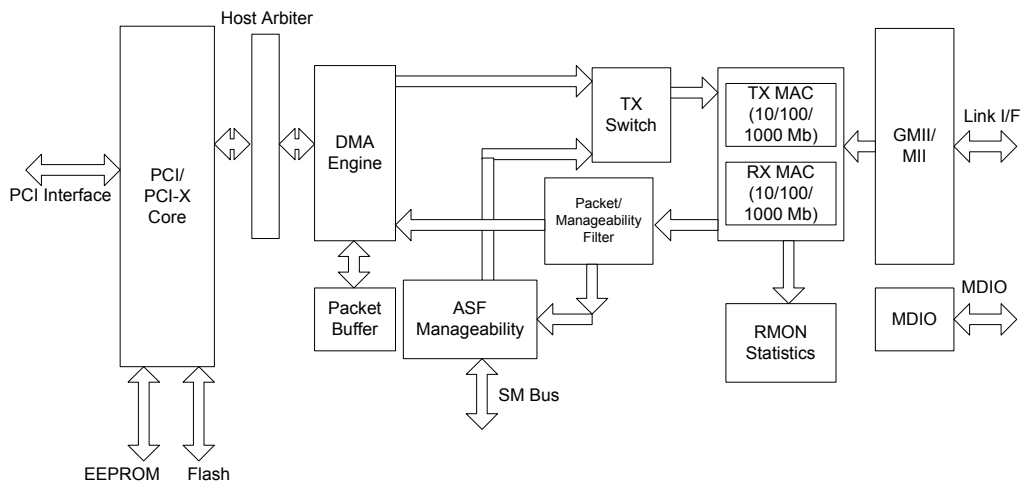 Host Arbiter
PCI Interface
PCI/
PCI-X
Core
DMA
Engine
TX
Switch
TX MAC
(10/100/
1000 Mb)
RX MAC
(10/100/
1000 Mb)
GMII/
MII
Link I/F
Packet/
Manageability
Filter
Packet
Buffer
ASF
Manageability
RMON
Statistics
MDIO
MDIO
SM Bus
EEPROM
Flash